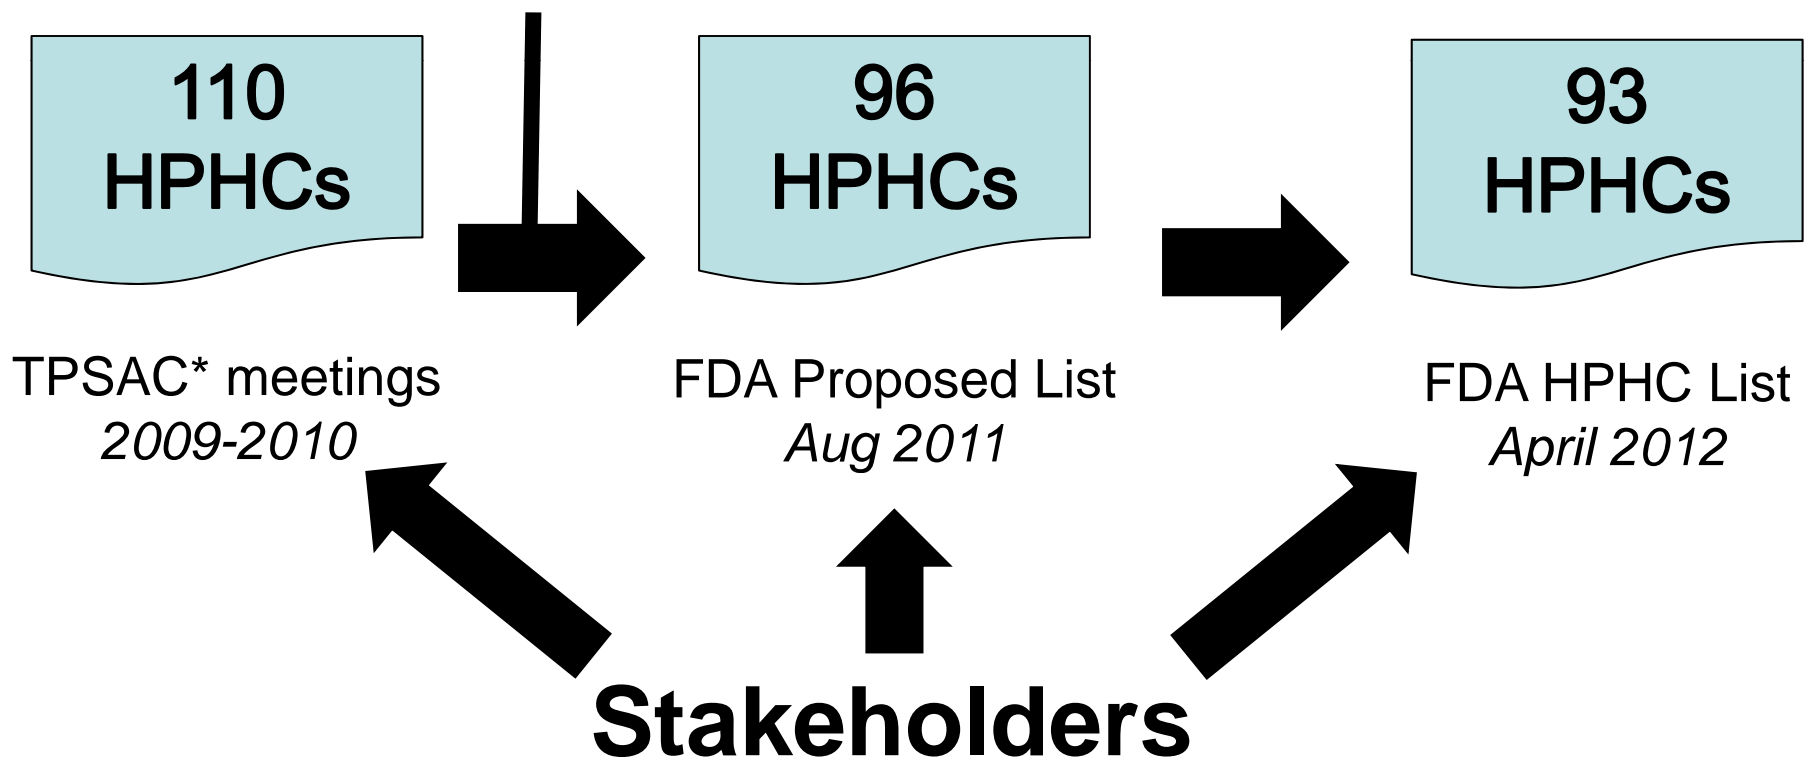 110
HPHCs
TPSAC* meetings
2009-2010
96
HPHCs
FDA Proposed List
Aug 2011
93
HPHCs
FDA HPHC List
April 2012
Stakeholders